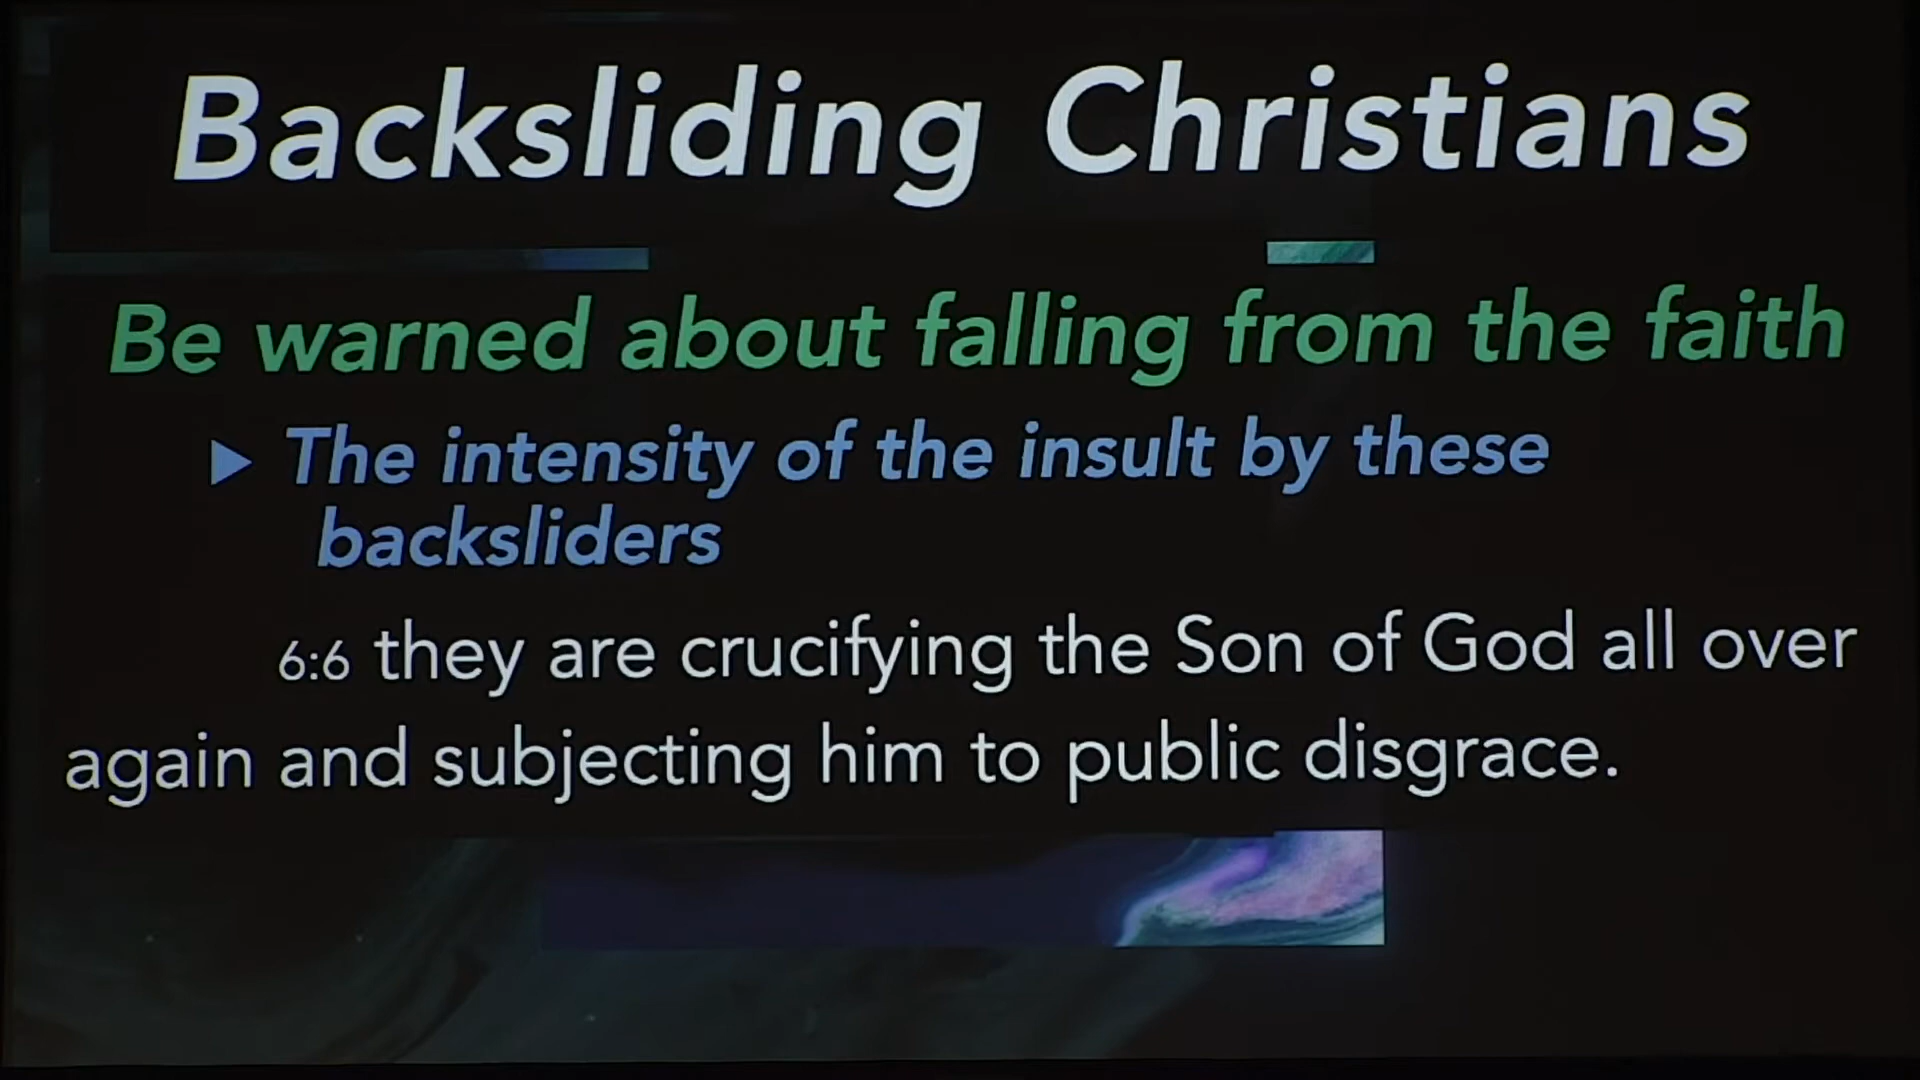 Backsliding Christians
Be warned about falling from the faith
▶ The intensity of the insult by these
backsliders
6:6 they are crucifying the Son of God all over
again and subjecting him to public disgrace.